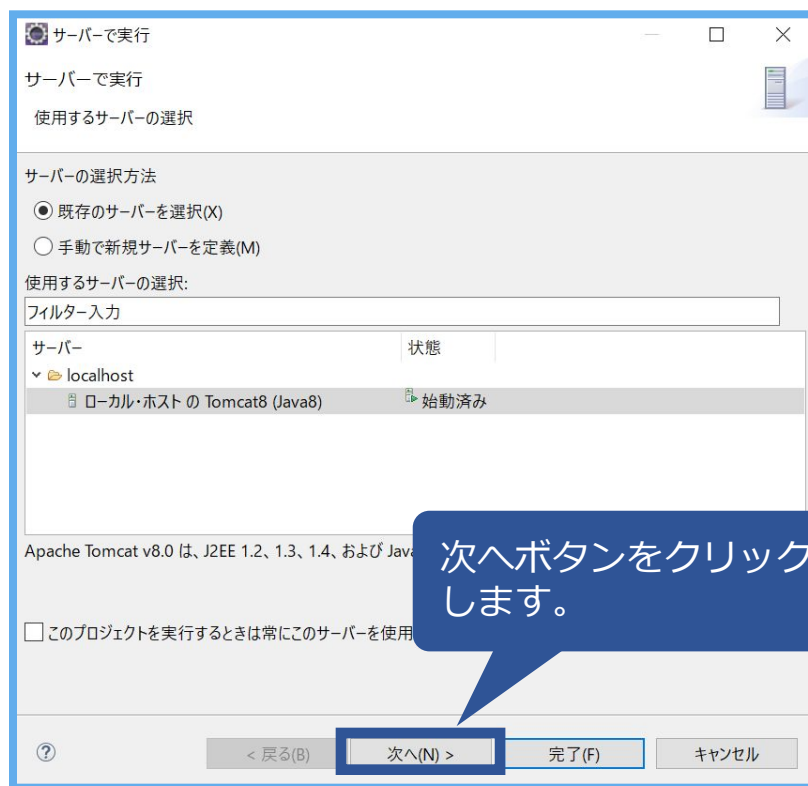 サーバーで実行
サーバーで実行
使用するサーバーの選択
サーバーの選択方法
既存のサーバーを選択(X)
手動で新規サーバーを定義(M)
使用するサーバーの選択:
フィルター入力
サーバー 状態
localhost
ローカル・ホスト の Tomcat8 (Java8) 始動済み
Apache Tomcat v8.0 は、J2EE 1.2、1.3、1.4、および Jav
次へボタンをクリック
します。
このプロジェクトを実行するときは常にこのサーバーを使用
< 戻る(B) 次へ(N) > 完了(F) キャンセル